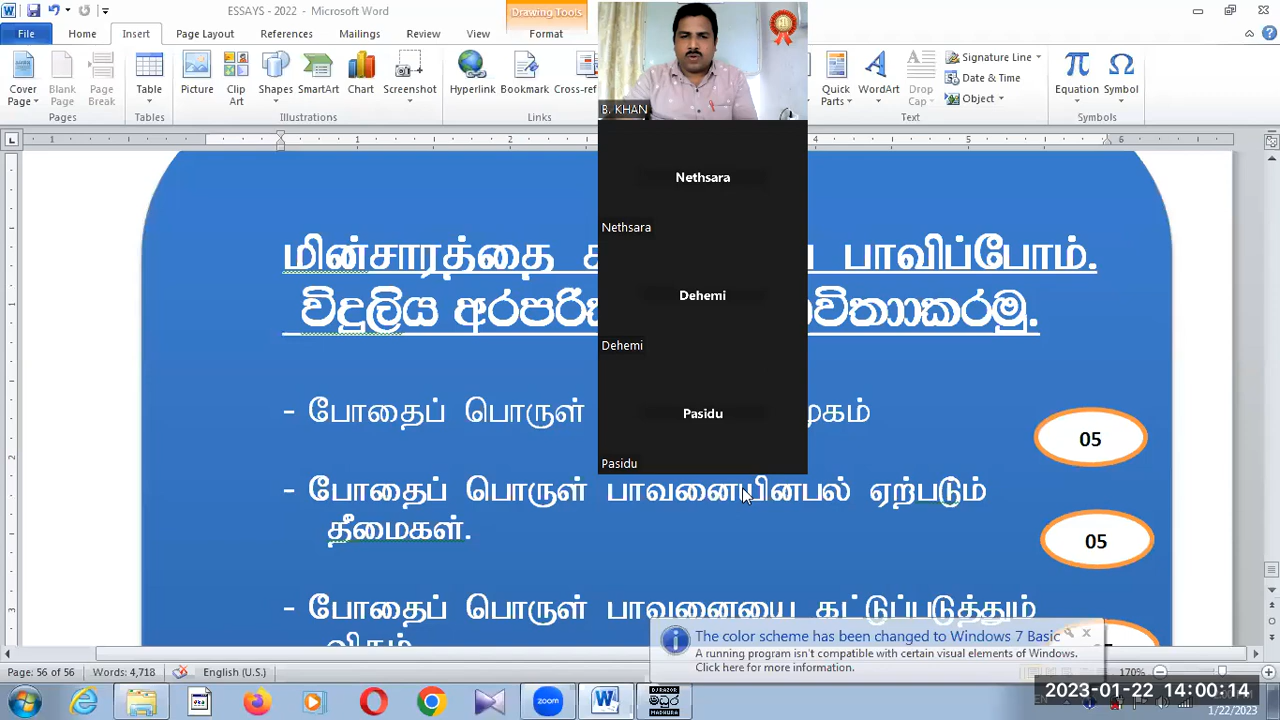 ESSAYS - 2022 - Microsoft Word
Drawing Tools
File Home Insert Page Layout References Mailings Review View Format
Cover Page
Blank Page
Page Break
Table
Picture
Clip Art
Shapes
SmartArt
Chart
Screenshot
Hyperlink
Bookmark
Cross-ref
Quick Parts
WordArt
Drop Cap
Signature Line
Date & Time
Object
Equation
Symbol
Pages Tables Illustrations Links Text Symbols
B. KHAN
Nethsara
Nethsara
Dehemi
Dehemi
Pasidu
Pasidu
மின்சாரத்தை பாவிப்போம்.
විදුලිය අරපරි
- போதைப் பொருள்
05
- போதைப் பொருள் பாவனையினபல் ஏற்படும்
தீமைகள்.
05
- போதைப் பொருள் பாவனையை கட்டுப்படுத்தும்
The color scheme has been changed to Windows 7 Basic
A running program isn't compatible with certain visual elements of Windows.
Click here for more information.
Page: 56 of 56 Words: 4,718 English (U.S.) 170%
zoom
DJ RAZOR
මධුර
MADHURA
2023-01-22 14:00:14
1/22/2023